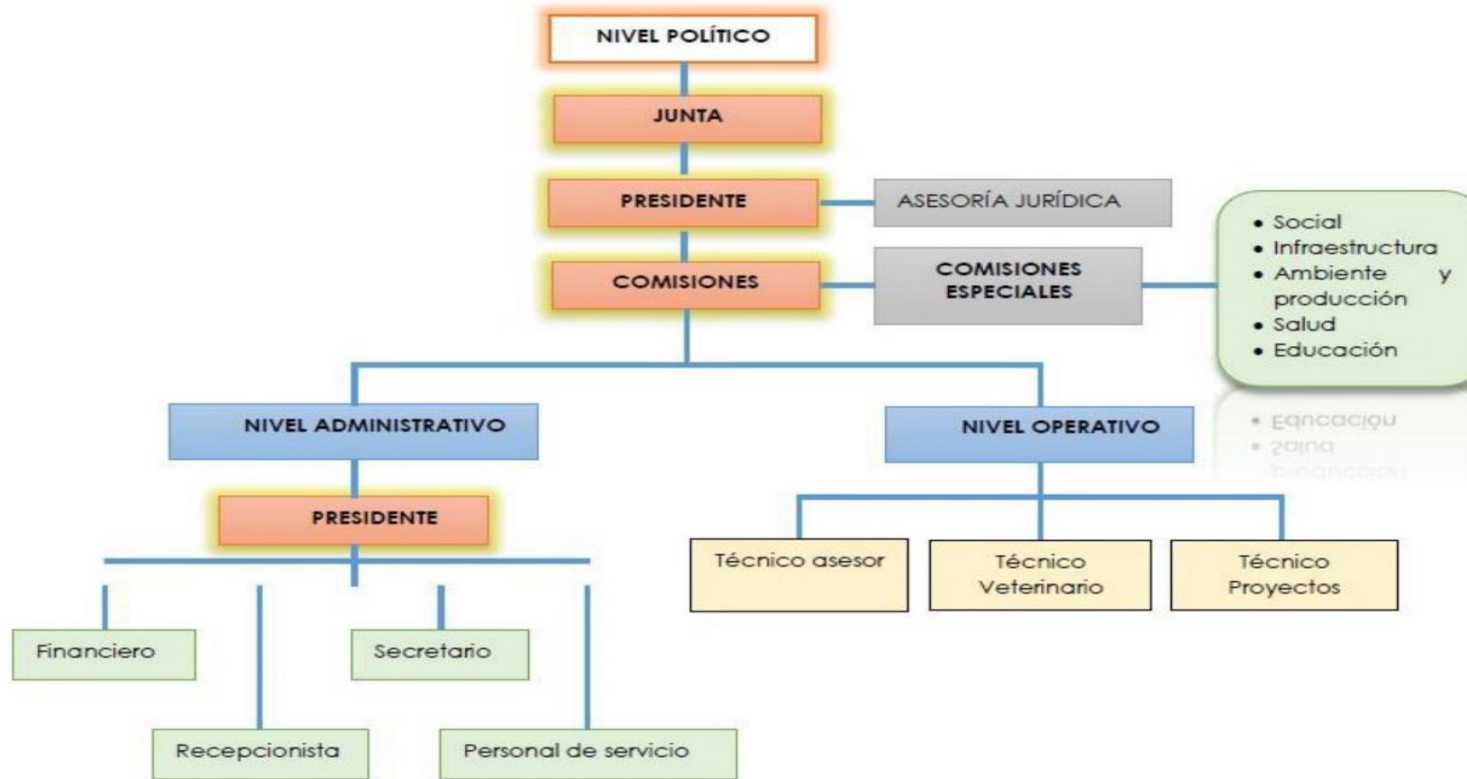 NIVEL POLÍTICO
JUNTA
PRESIDENTE
ASESORÍA JURÍDICA
COMISIONES
COMISIONES
ESPECIALES
• Social
• Infraestructura
• Ambiente y
producción
• Salud
• Educación
NIVEL ADMINISTRATIVO
NIVEL OPERATIVO
PRESIDENTE
Técnico asesor
Técnico
Veterinario
Técnico
Proyectos
Financiero
Secretario
Recepcionista
Personal de servicio